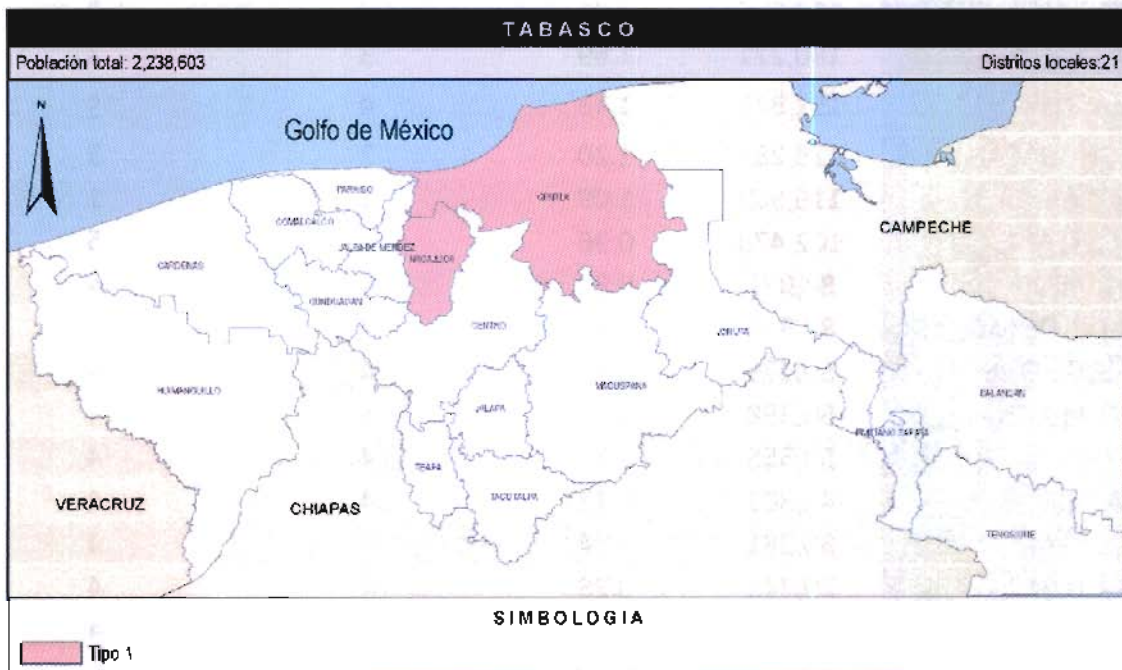 TABASCO
Población total: 2,238,603 Distritos locales:21
N
Golfo de México
PARAISO
CENTLA
COMALCALCO
CAMPECHE
JALPA DE MENDEZ
NACAJUCA
CARDENAS
CUNDUACAN
CENTRO
JONUTA
HUIMANGUILLO
MACUSPANA
BALANCAN
JALAPA
EMILIANO ZAPATA
TEAPA
VERACRUZ
CHIAPAS
TACOTALPA
TENOSIQUE
SIMBOLOGIA
Tipo 1